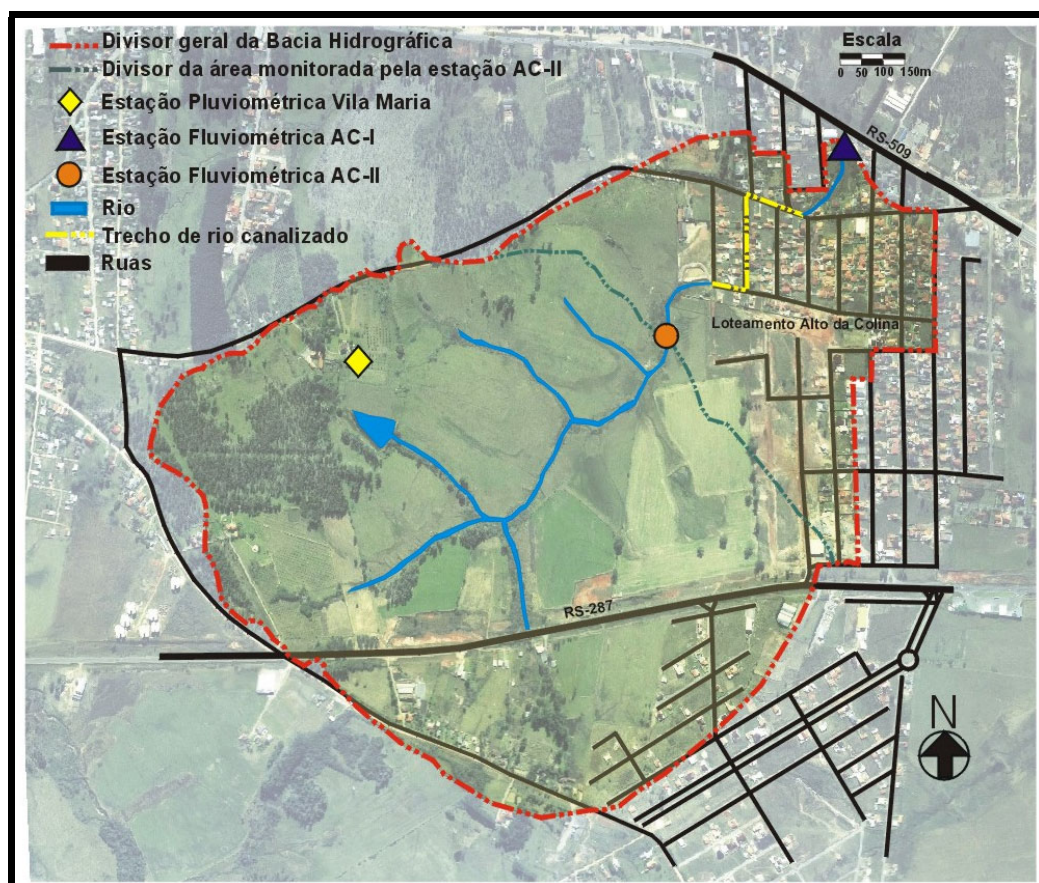 Divisor geral da Bacia Hidrográfica
Divisor da área monitorada pela estação AC-II
Estação Pluviométrica Vila Maria
Estação Fluviométrica AC-I
Estação Fluviométrica AC-II
Rio
Trecho de rio canalizado
Ruas
Escala
0 50 100 150m
RS-509
Loteamento Alto da Colina
RS-287
N